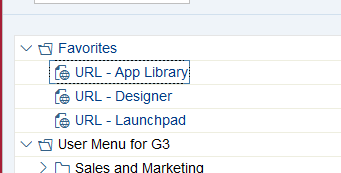 Favorites
URL - App Library
URL - Designer
URL - Launchpad
User Menu for G3
Sales and Marketing